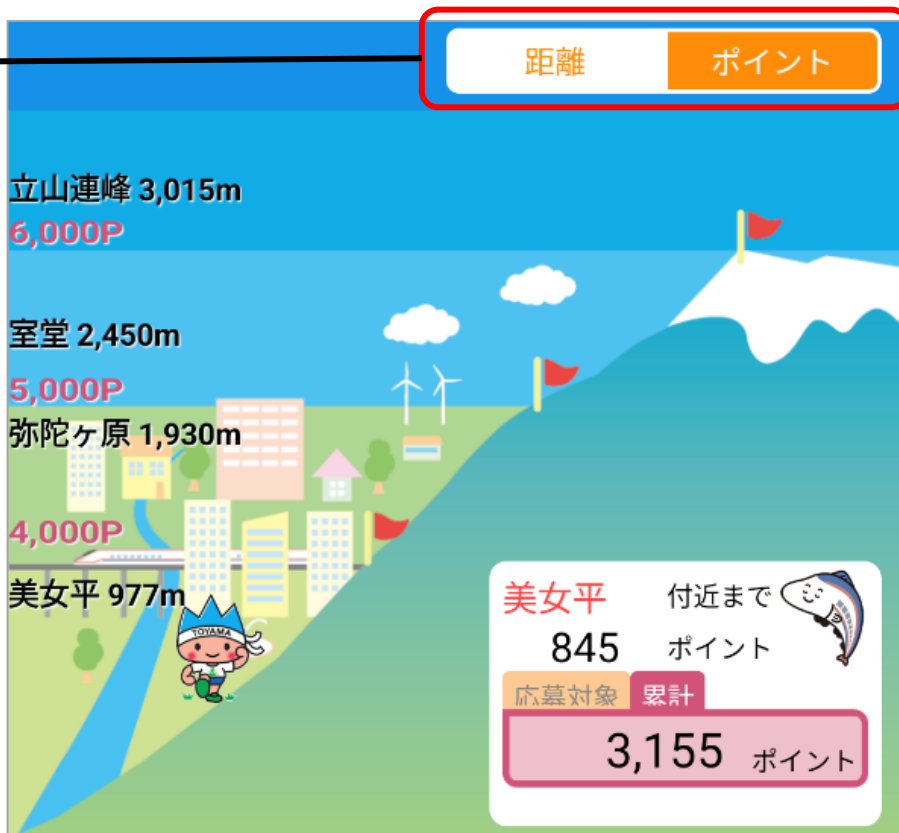 距離 ポイント
立山連峰 3,015m
6,000P
室堂 2,450m
5,000P
弥陀ヶ原 1,930m
4,000P
美女平 977m
TOYAMA
美女平 付近まで
845 ポイント
応募対象 累計
3,155 ポイント